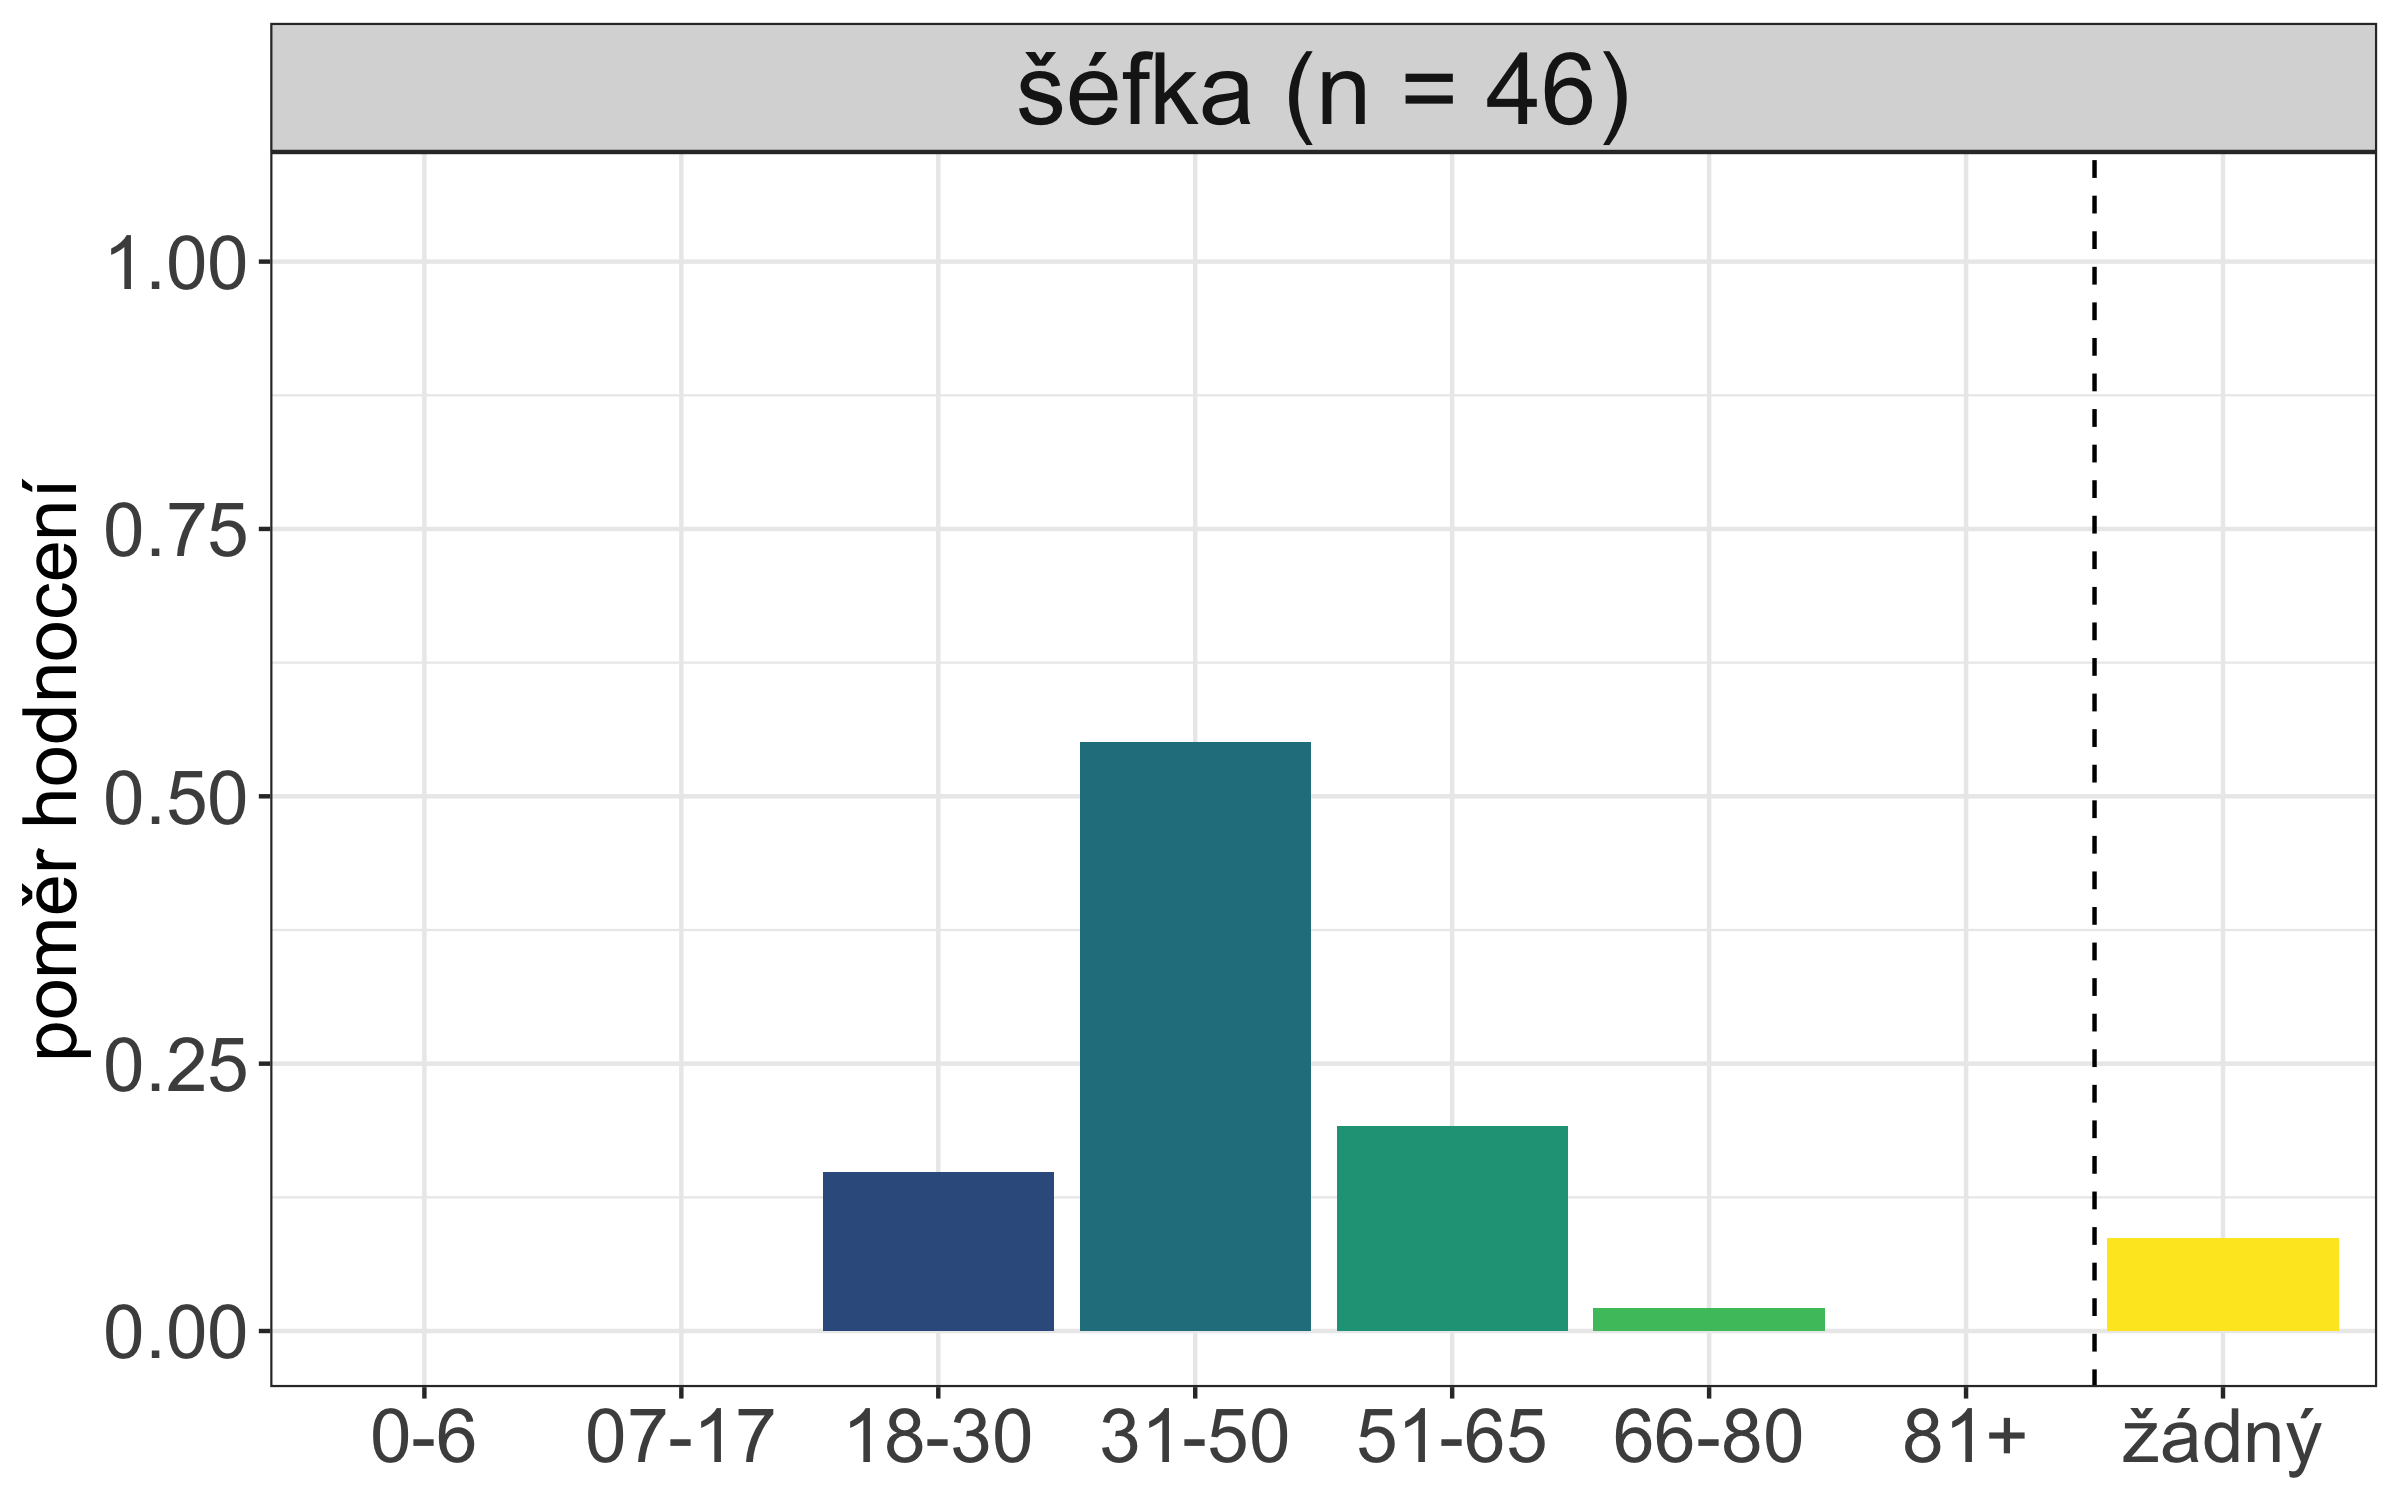 šéfka (n = 46)
poměr hodnocení
1.00
0.75
0.50
0.25
0.00
0-6 07-17 18-30 31-50 51-65 66-80 81+ žádný